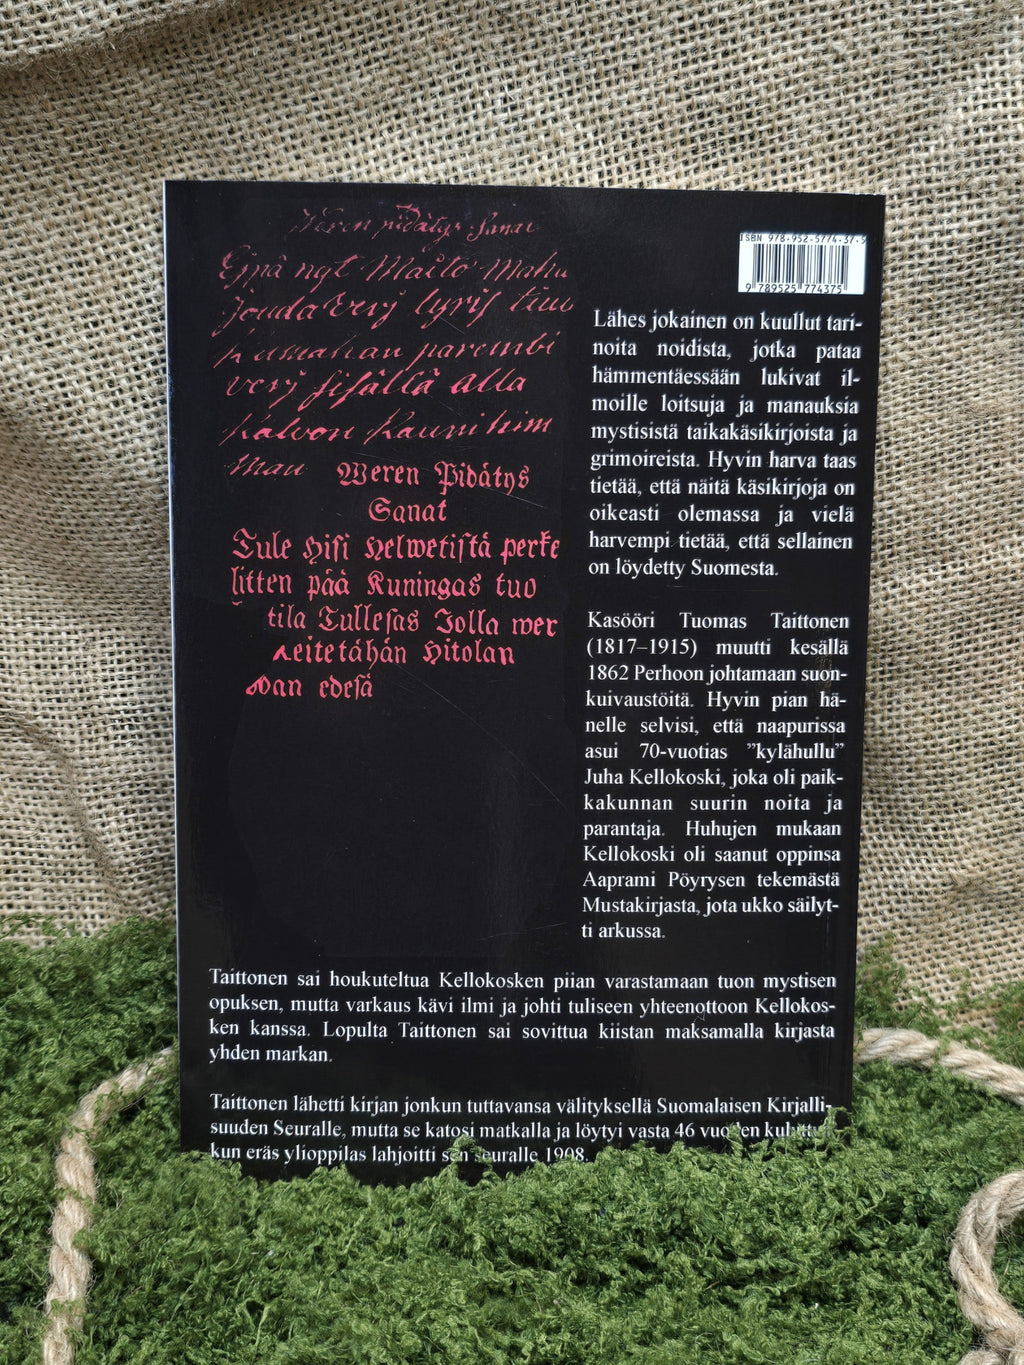 Weren pidätys Sanat
Ejpä nyt Maito Mahu
Jouda verj
parembi
verj sisällä alla
Kalvon Kauni him
man
Weren Pidätys
Sanat
Tule Hisi Helwetistä perke
litten pää Kuningas tuo
tila Tullesas Jolla wer
keitetähän Hitolan
edesä
ISBN 978-952-5774-37-5
9 789525 774375
Lähes jokainen on kuullut tari-
noita noidista, jotka pataa
hämmentäessään lukivat il-
moille loitsuja ja manauksia
mystisistä taikakäsikirjoista ja
grimoireista. Hyvin harva taas
tietää, että näitä käsikirjoja on
oikeasti olemassa ja vielä
harvempi tietää, että sellainen
on löydetty Suomesta.
Kasööri Tuomas Taittonen
(1817–1915) muutti kesällä
1862 Perhoon johtamaan suon-
kuivaustöitä. Hyvin pian hä-
nelle selvisi, että naapurissa
asui 70-vuotias ”kylähullu”
Juha Kellokoski, joka oli paik-
kakunnan suurin noita ja
parantaja. Huhujen mukaan
Kellokoski oli saanut oppinsa
Aaprami Pöyrysen tekemästä
Mustakirjasta, jota ukko säilyt-
ti arkussa.
Taittonen sai houkuteltua Kellokosken piian varastamaan tuon mystisen
opuksen, mutta varkaus kävi ilmi ja johti tuliseen yhteenottoon Kellokos-
ken kanssa. Lopulta Taittonen sai sovittua kiistan maksamalla kirjasta
yhden markan.
Taittonen lähetti kirjan jonkun tuttavansa välityksellä Suomalaisen Kirjalli-
suuden Seuralle, mutta se katosi matkalla ja löytyi vasta 46 vuoden kuluttua,
kun eräs ylioppilas lahjoitti sen seuralle 1908.